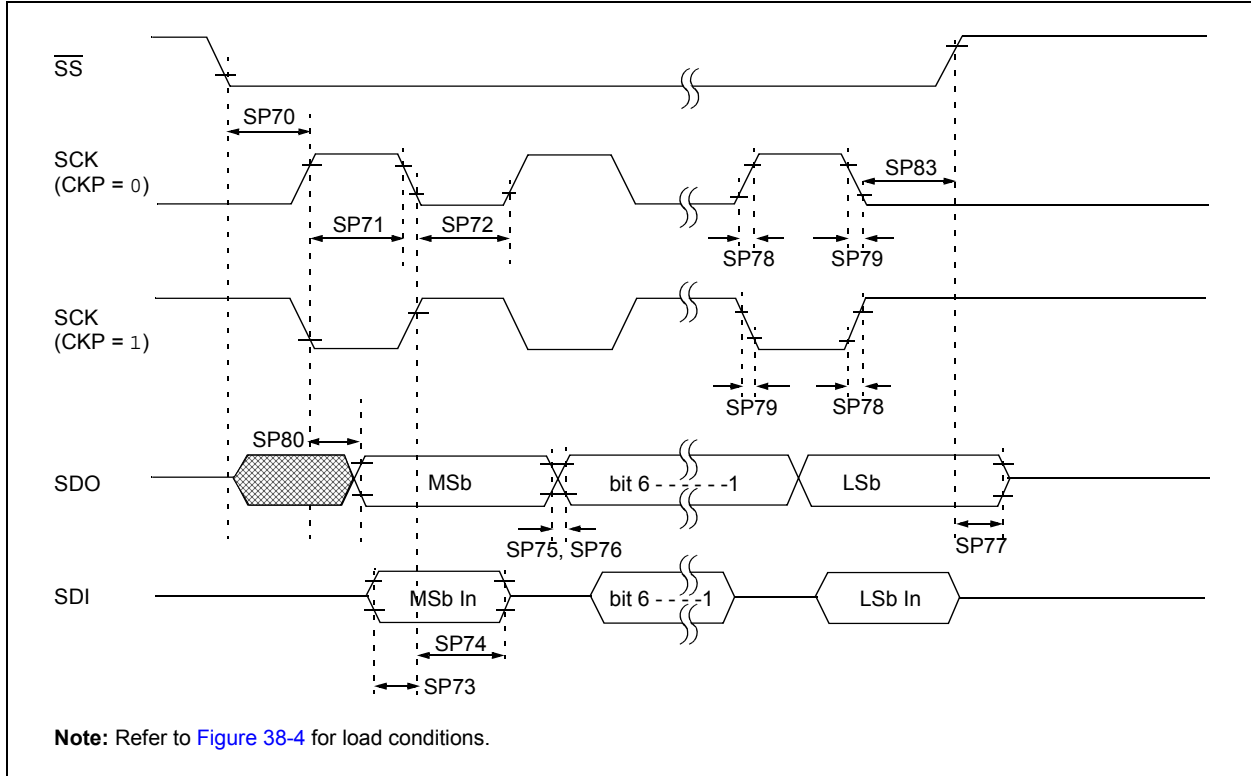 SS
SP70
SCK
(CKP = 0)
SP83
SP71
SP72
SP78
SP79
SCK
(CKP = 1)
SP79
SP78
SP80
SDO
MSb
bit 6 - - - - - -1
LSb
SP75, SP76
SP77
SDI
MSb In
bit 6 - - - -1
LSb In
SP74
SP73
Note: Refer to Figure 38-4 for load conditions.